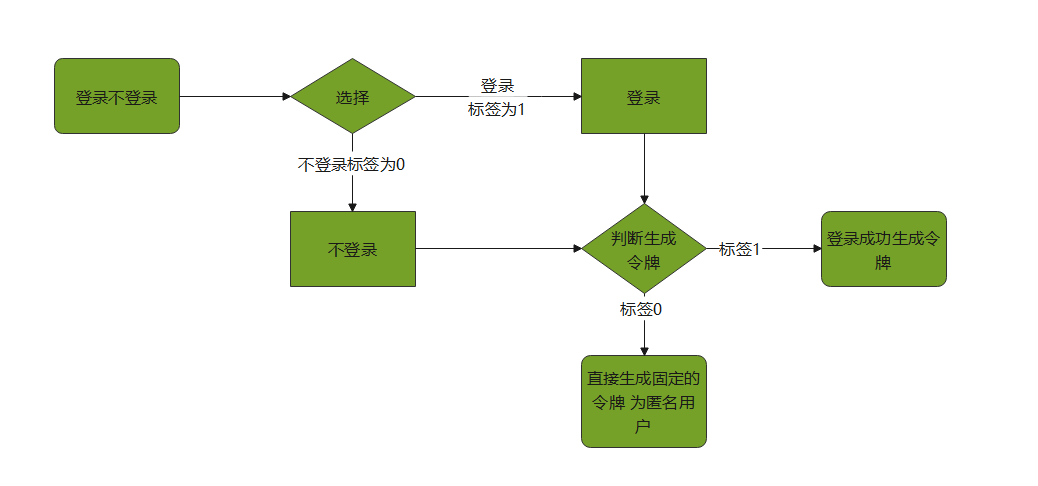 登录不登录
选择
登录
标签为1
登录
不登录标签为0
不登录
判断生成
令牌
标签1
登录成功生成令
牌
标签0
直接生成固定的
令牌 为匿名用
户